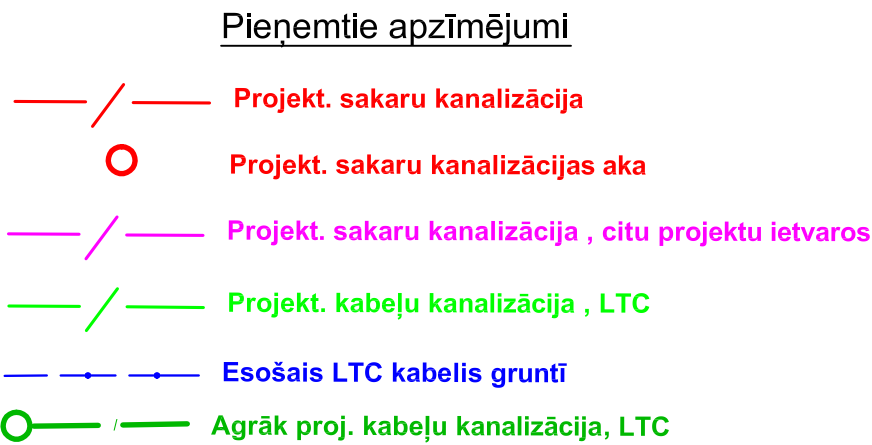 Pieņemtie apzīmējumi
Projekt. sakaru kanalizācija
Projekt. sakaru kanalizācijas aka
Projekt. sakaru kanalizācija , citu projektu ietvaros
Projekt. kabeļu kanalizācija , LTC
Esošais LTC kabelis gruntī
Agrāk proj. kabeļu kanalizācija, LTC